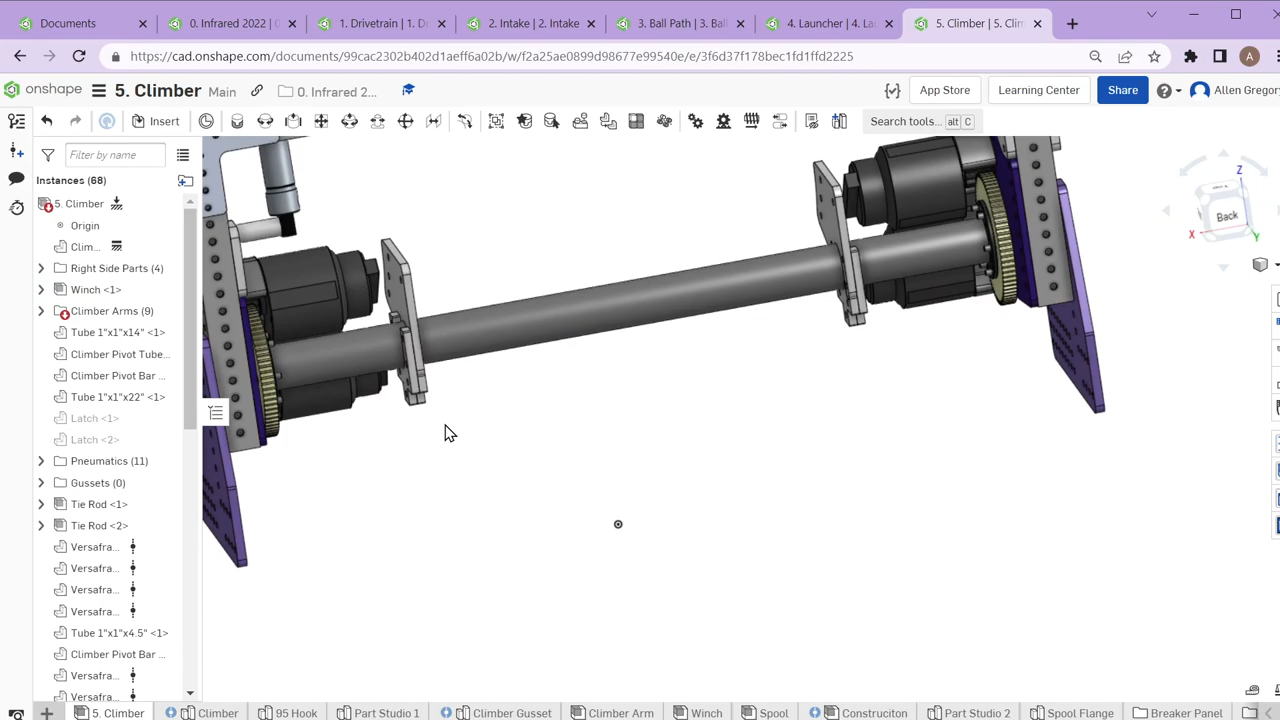 Documents
0. Infrared 2022
1. Drivetrain | 1. D
2. Intake | 2. Intake
3. Ball Path | 3. Bal
4. Launcher | 4. Lau
5. Climber | 5. Clim
https://cad.onshape.com/documents/99cac2302b402d1aeff6a02b/w/f2a25ae0899d98677e99540e/e/3f6d37f178bec1fd1ffd2225
A
onshape
5. Climber Main
0. Infrared 2...
App Store
Learning Center
Share
Allen Gregory
Insert
Search tools... alt C
Filter by name
Instances (68)
5. Climber
Origin
Clim...
Right Side Parts (4)
Winch <1>
Climber Arms (9)
Tube 1"x1"x14" <1>
Climber Pivot Tube...
Climber Pivot Bar ...
Tube 1"x1"x22" <1>
Latch <1>
Latch <2>
Pneumatics (11)
Gussets (0)
Tie Rod <1>
Tie Rod <2>
Versafra...
Versafra...
Versafra...
Versafra...
Tube 1"x1"x4.5" <1>
Climber Pivot Bar ...
Versafra...
Versafra...
Z
Back
X
Y
5. Climber
Climber
95 Hook
Part Studio 1
Climber Gusset
Climber Arm
Winch
Spool
Construciton
Part Studio 2
Spool Flange
Breaker Panel